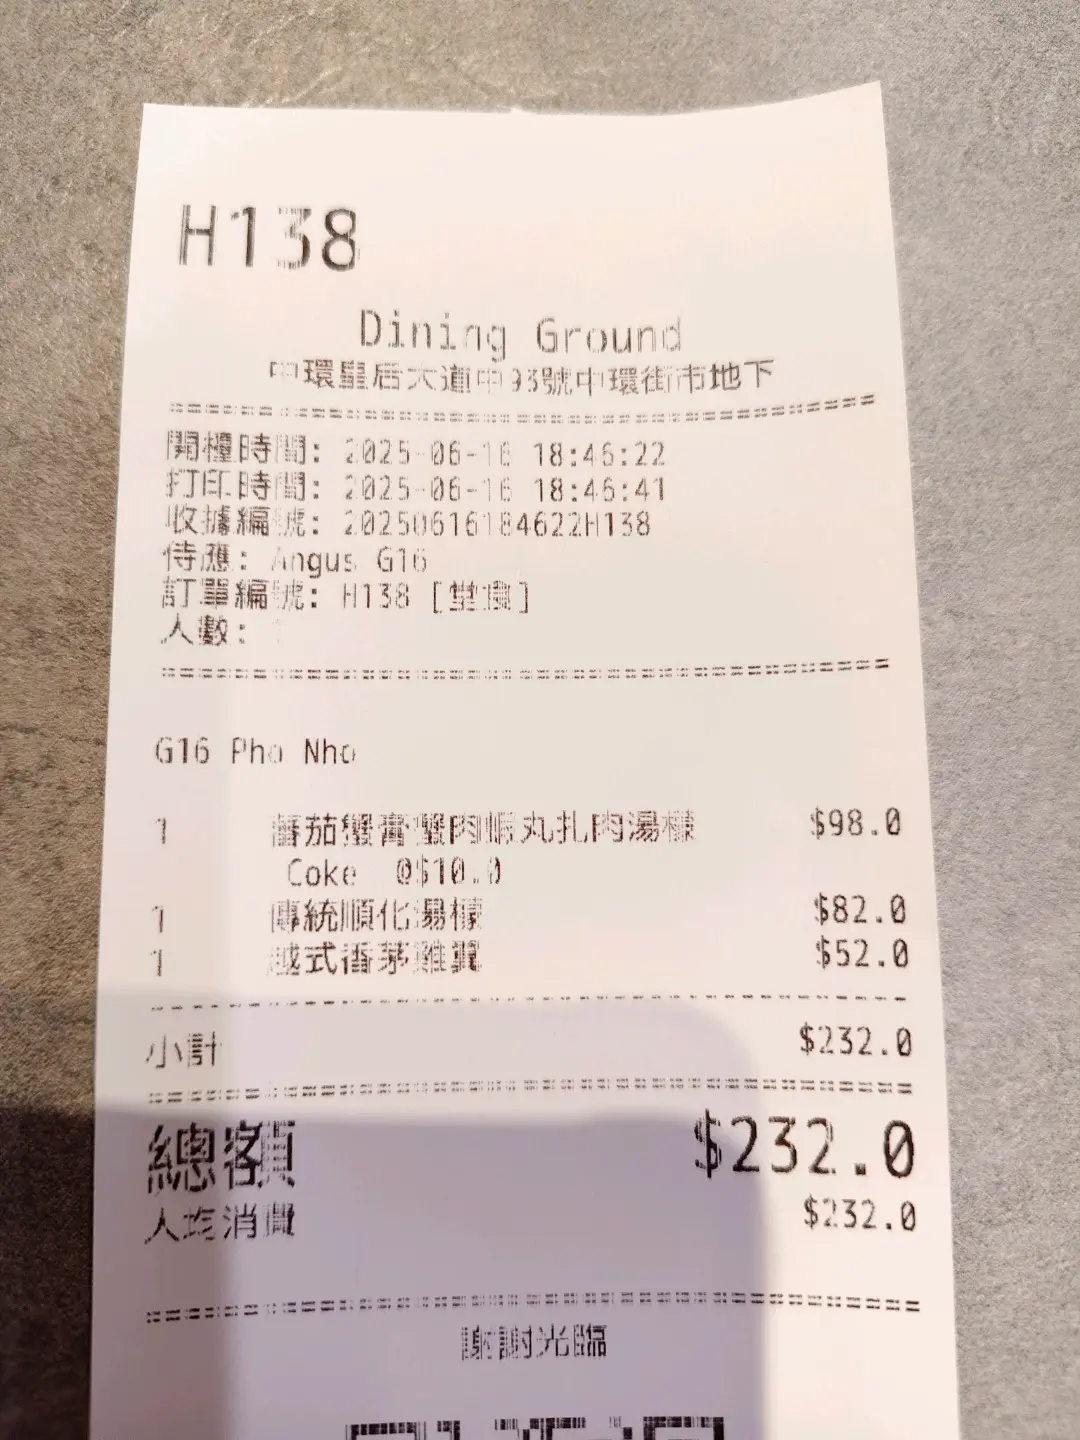 H138
Dining Ground
中環皇后大道中93號中環街市地下
開檯時間: 2025-06-16 18:46:22
打印時間: 2025-06-16 18:46:41
收據編號: 20250616184622H138
侍應: Angus G16
訂單編號: H138 [堂食]
人數:
G16 Pho Nho
1 蕃茄蟹膏蟹肉蝦丸扎肉湯檬 $98.0
Coke @$10.0
1 傳統順化湯檬 $82.0
1 越式香茅雞翼 $52.0
小計 $232.0
總額 $232.0
人均消費 $232.0
謝謝光臨